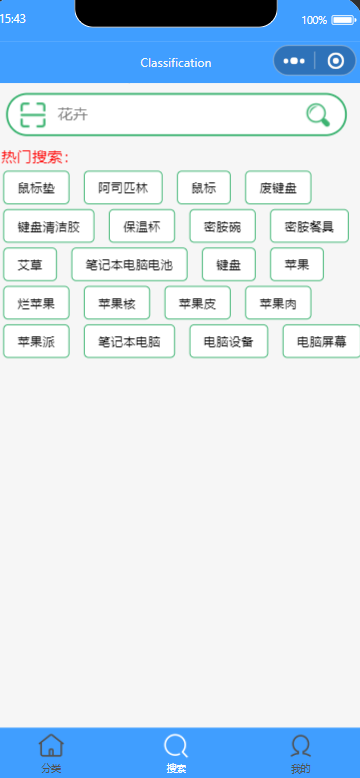 15:43
100%
Classification
花卉
热门搜索：
鼠标垫 阿司匹林 鼠标 废键盘
键盘清洁胶 保温杯 密胺碗 密胺餐具
艾草 笔记本电脑电池 键盘 苹果
烂苹果 苹果核 苹果皮 苹果肉
苹果派 笔记本电脑 电脑设备 电脑屏幕
分类 搜索 我的